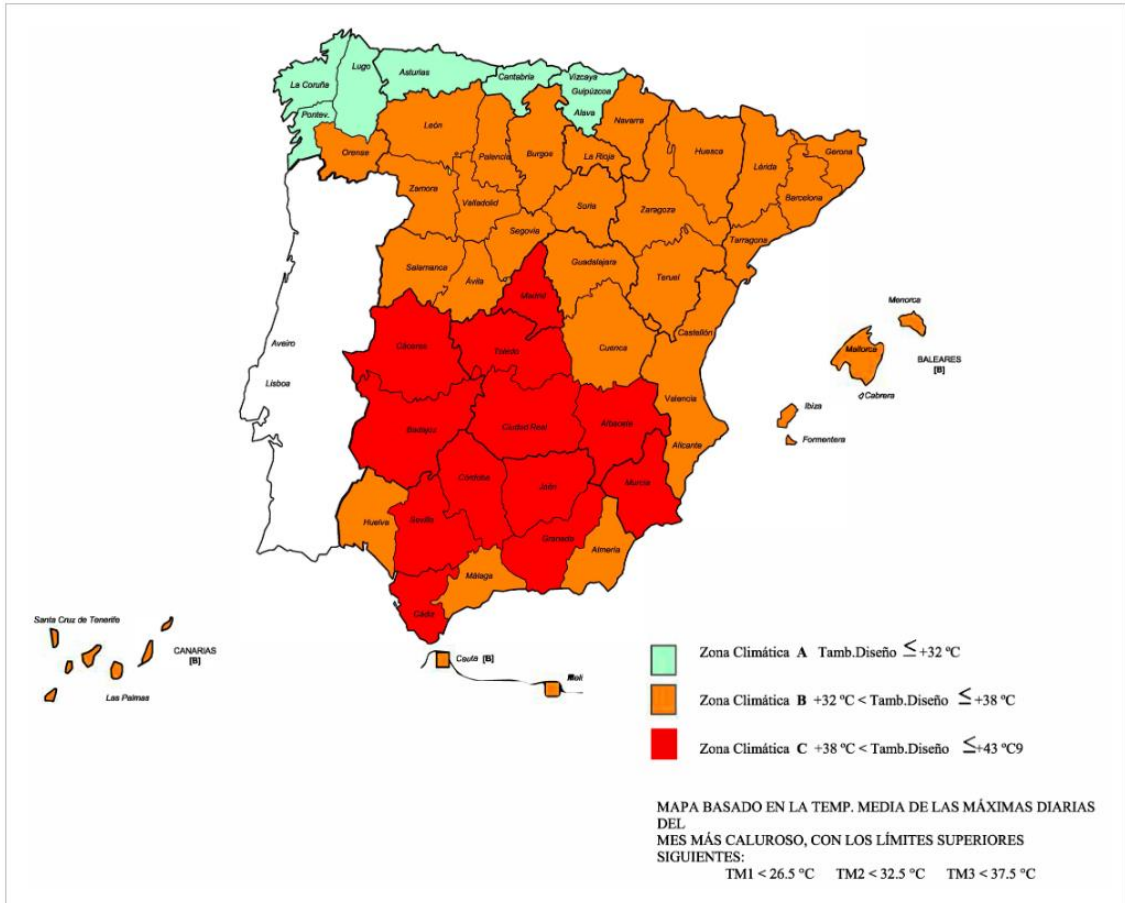 Lugo
La Coruña
Asturias
Cantabria
Vizcaya
Guipúzcoa
Alava
Pontev.
Orense
León
Palencia
Burgos
La Rioja
Navarra
Huesca
Lérida
Gerona
Barcelona
Zamora
Valladolid
Soria
Zaragoza
Tarragona
Segovia
Salamanca
Ávila
Guadalajara
Teruel
Madrid
Castellón
Menorca
Mallorca
BALEARES
[B]
Cabrera
Aveiro
Lisboa
Cáceres
Toledo
Cuenca
Valencia
Ibiza
Formentera
Badajoz
Ciudad Real
Albacete
Alicante
Córdoba
Jaén
Murcia
Huelva
Sevilla
Granada
Almería
Málaga
Cádiz
Santa Cruz de Tenerife
CANARIAS
[B]
Las Palmas
Ceuta [B]
Zona Climática A Tamb.Diseño ≤ +32 ºC
Zona Climática B +32 ºC < Tamb.Diseño ≤+38 ºC
Zona Climática C +38 ºC < Tamb.Diseño ≤+43 ºC9
MAPA BASADO EN LA TEMP. MEDIA DE LAS MÁXIMAS DIARIAS
DEL
MES MÁS CALUROSO, CON LOS LÍMITES SUPERIORES
SIGUIENTES:
TM1 < 26.5 °C TM2 < 32.5 °C TM3 < 37.5 °C